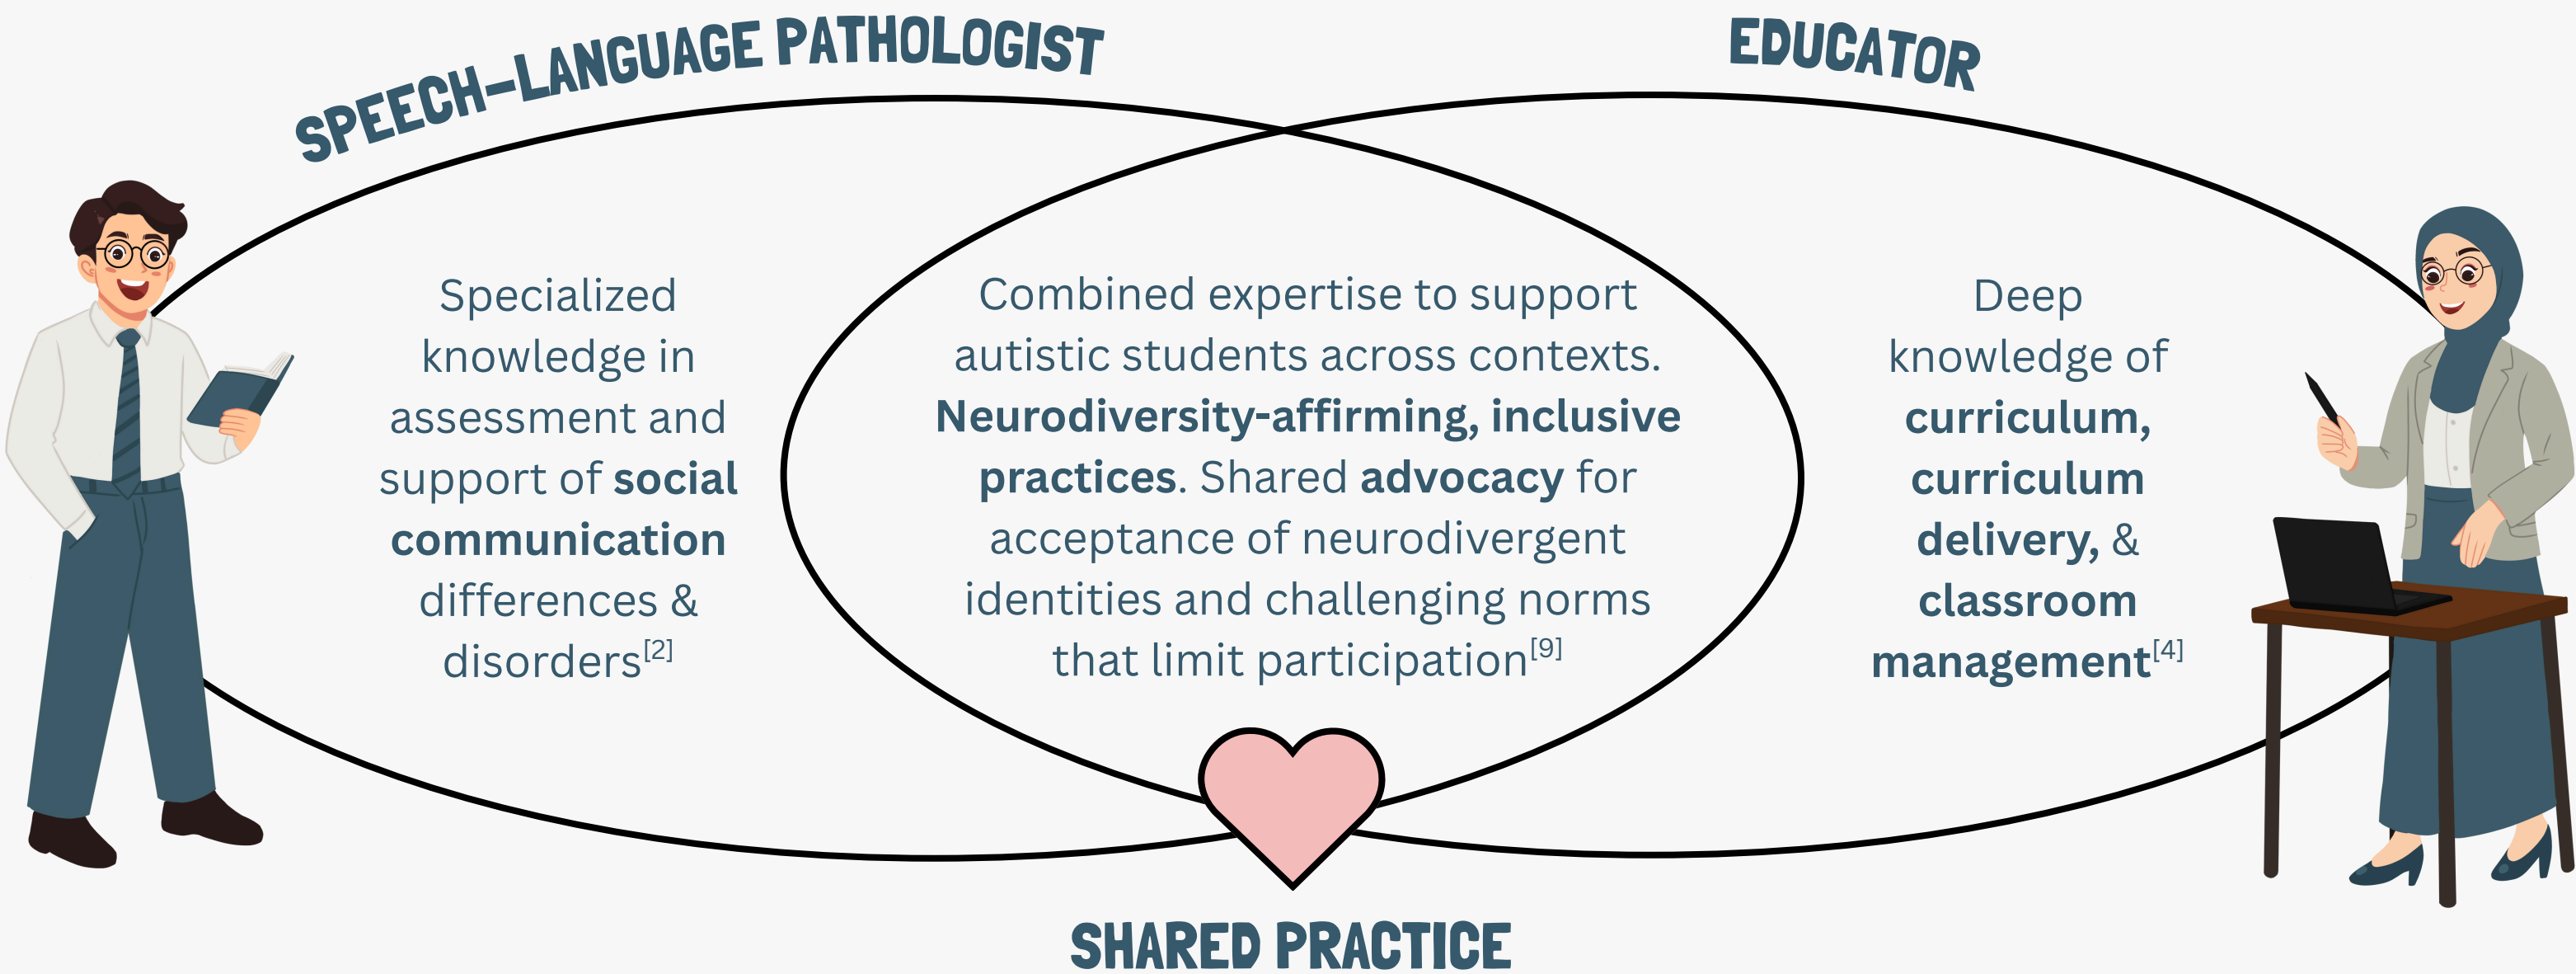 SPEECH-LANGUAGE PATHOLOGIST
EDUCATOR
Specialized
knowledge in
assessment and
support of social
communication
differences &
disorders[2]
Combined expertise to support
autistic students across contexts.
Neurodiversity-affirming, inclusive
practices. Shared advocacy for
acceptance of neurodivergent
identities and challenging norms
that limit participation[9]
Deep
knowledge of
curriculum,
curriculum
delivery, &
classroom
management[4]
SHARED PRACTICE